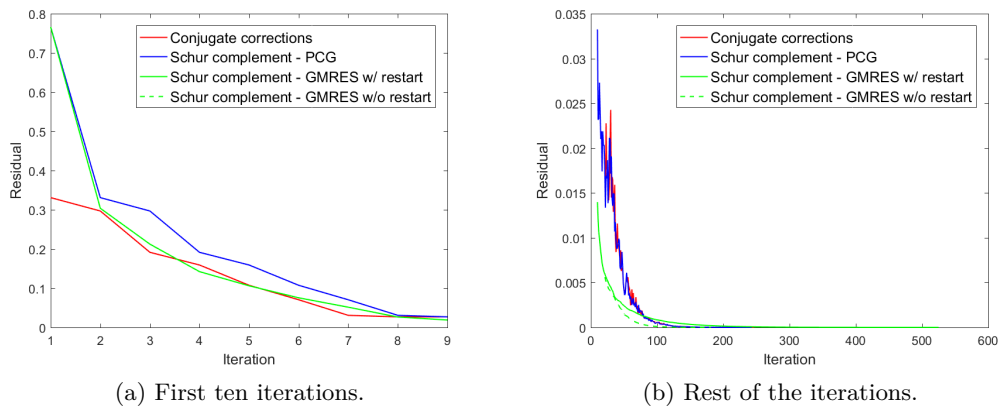 0.8
0.7
0.6
0.5
0.4
0.3
0.2
0.1
0
Residual
1 2 3 4 5 6 7 8 9
Iteration
Conjugate corrections
Schur complement - PCG
Schur complement - GMRES w/ restart
Schur complement - GMRES w/o restart
(a) First ten iterations.
0.035
0.03
0.025
0.02
0.015
0.01
0.005
0
Residual
0 100 200 300 400 500 600
Iteration
Conjugate corrections
Schur complement - PCG
Schur complement - GMRES w/ restart
Schur complement - GMRES w/o restart
(b) Rest of the iterations.